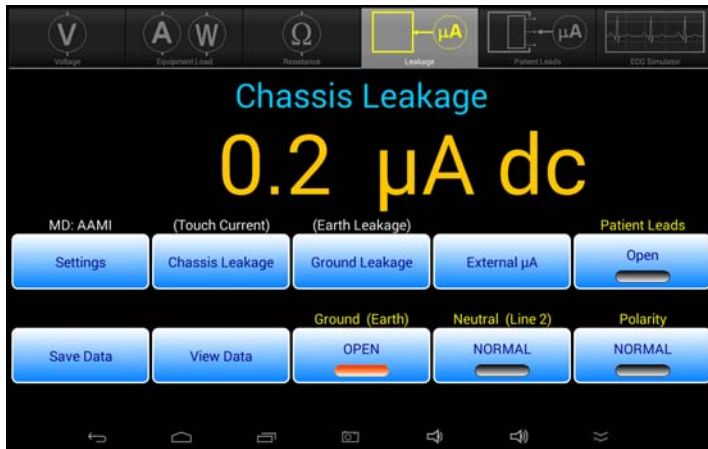 V A W Ω µA µA
Voltage Equipment Load Resistance Leakage Patient Leads ECG Simulator
Chassis Leakage
0.2 µA dc
MD: AAMI (Touch Current) (Earth Leakage) Patient Leads
Settings Chassis Leakage Ground Leakage External µA Open
Ground (Earth) Neutral (Line 2) Polarity
Save Data View Data OPEN NORMAL NORMAL